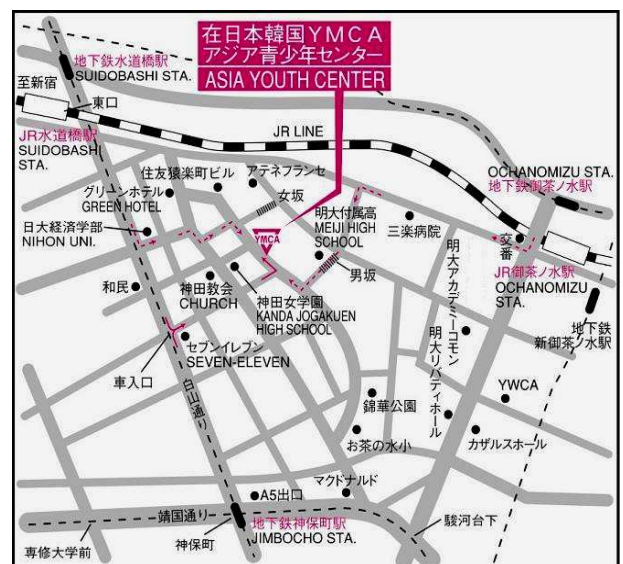 在日本韓国YMCA
アジア青少年センター
ASIA YOUTH CENTER
地下鉄水道橋駅
SUIDOBASHI STA.
至新宿
東口
JR LINE
JR水道橋駅
SUIDOBASHI
STA.
OCHANOMIZU STA.
地下鉄御茶ノ水駅
住友猿楽町ビル
アテネフランセ
グリーンホテル
GREEN HOTEL
女坂
明大付属高
MEIJI HIGH
SCHOOL
三楽病院
交番
日大経済学部
NIHON UNI.
YMCA
男坂
JR御茶ノ水駅
OCHANOMIZU
STA.
和民
神田教会
CHURCH
神田女学園
KANDA JOGAKUEN
HIGH SCHOOL
明大アカデミーコモン
明大リバティホール
地下鉄
新御茶ノ水駅
セブンイレブン
SEVEN-ELEVEN
車入口
白山通り
錦華公園
YWCA
お茶の水小
カザルスホール
マクドナルド
A5出口
靖国通り
地下鉄神保町駅
JIMBOCHO STA.
神保町
専修大学前
駿河台下